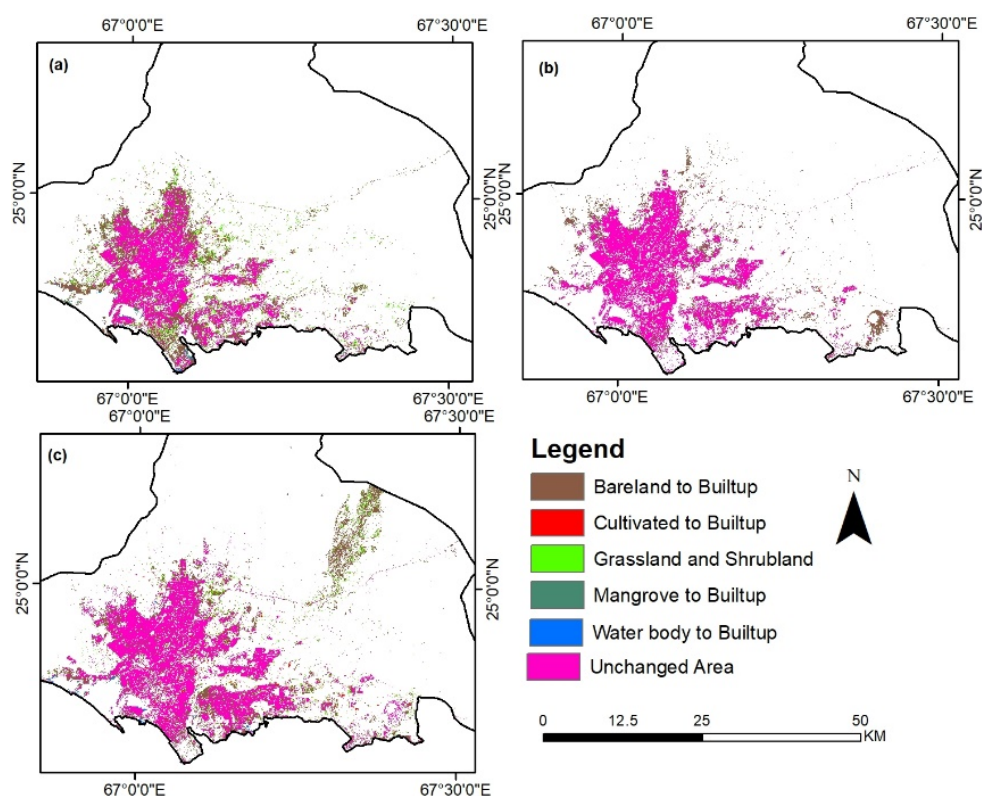 67°0'0"E 67°30'0"E 67°0'0"E 67°30'0"E
(a) (b)
25°0'0"N 25°0'0"N 25°0'0"N 25°0'0"N
67°0'0"E 67°30'0"E 67°0'0"E 67°30'0"E
67°0'0"E 67°30'0"E
(c)
25°0'0"N 25°0'0"N
67°0'0"E 67°30'0"E
Legend
Bareland to Builtup
Cultivated to Builtup
Grassland and Shrubland
Mangrove to Builtup
Water body to Builtup
Unchanged Area
N
0 12.5 25 50
KM